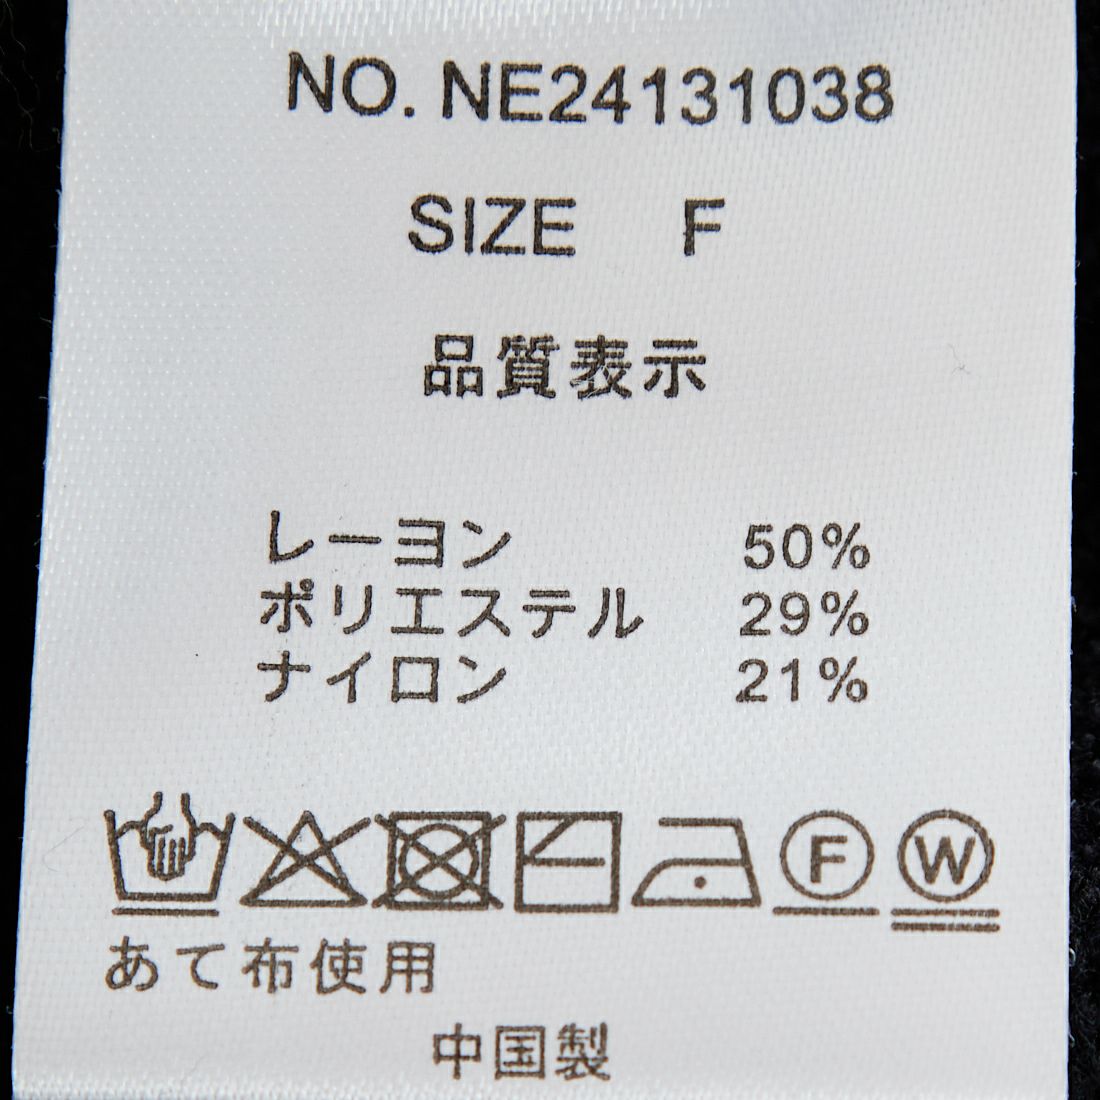 NO. NE24131038
SIZE F
品質表示
レーヨン 50%
ポリエステル 29%
ナイロン 21%
F W
あて布使用
中国製